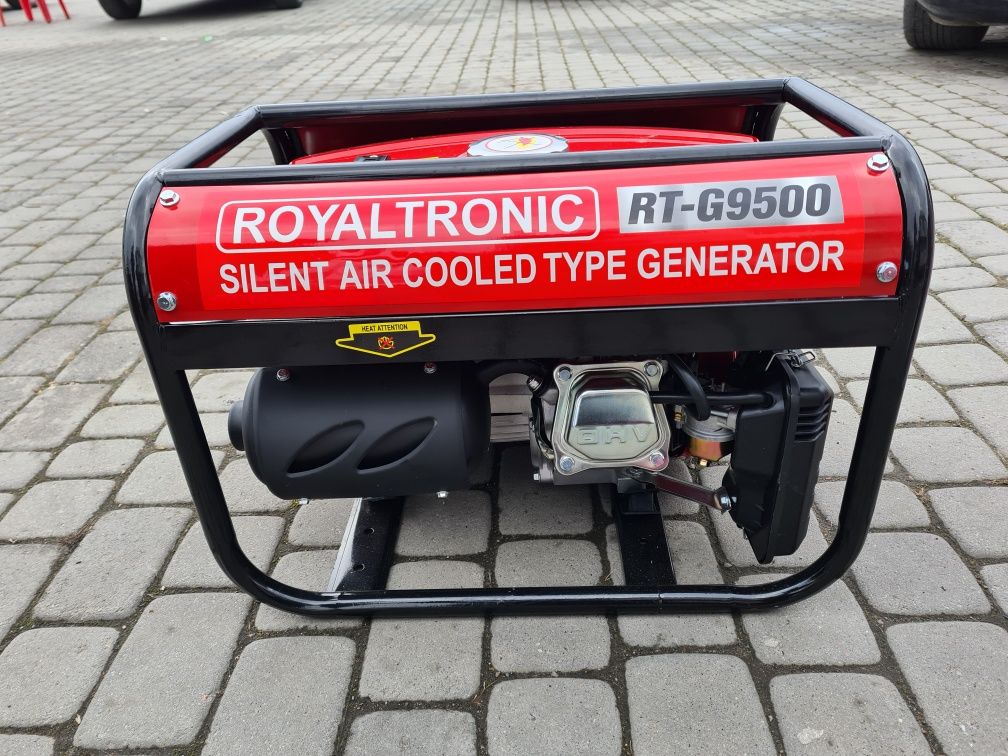 ROYALTRONIC
RT-G9500
SILENT AIR COOLED TYPE GENERATOR
HEAT ATTENTION
OHV